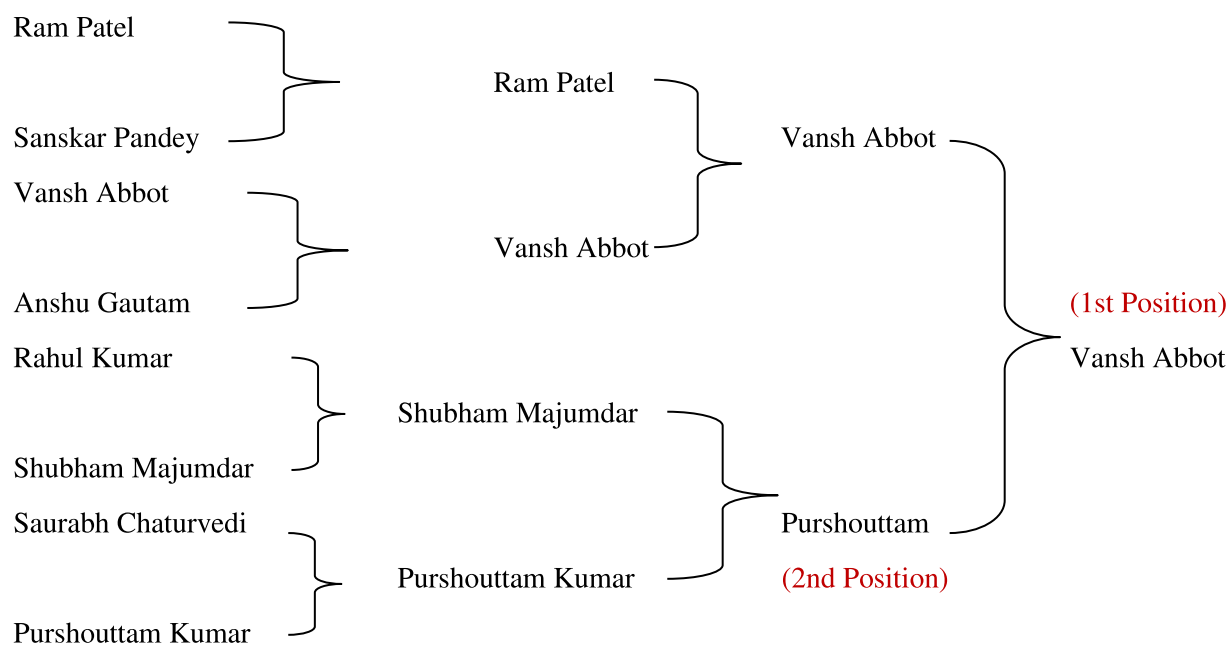 Ram Patel
Sanskar Pandey
Vansh Abbot
Anshu Gautam
Rahul Kumar
Shubham Majumdar
Saurabh Chaturvedi
Purshouttam Kumar
Ram Patel
Vansh Abbot
Shubham Majumdar
Purshouttam Kumar
Vansh Abbot
Purshouttam
(2nd Position)
(1st Position)
Vansh Abbot